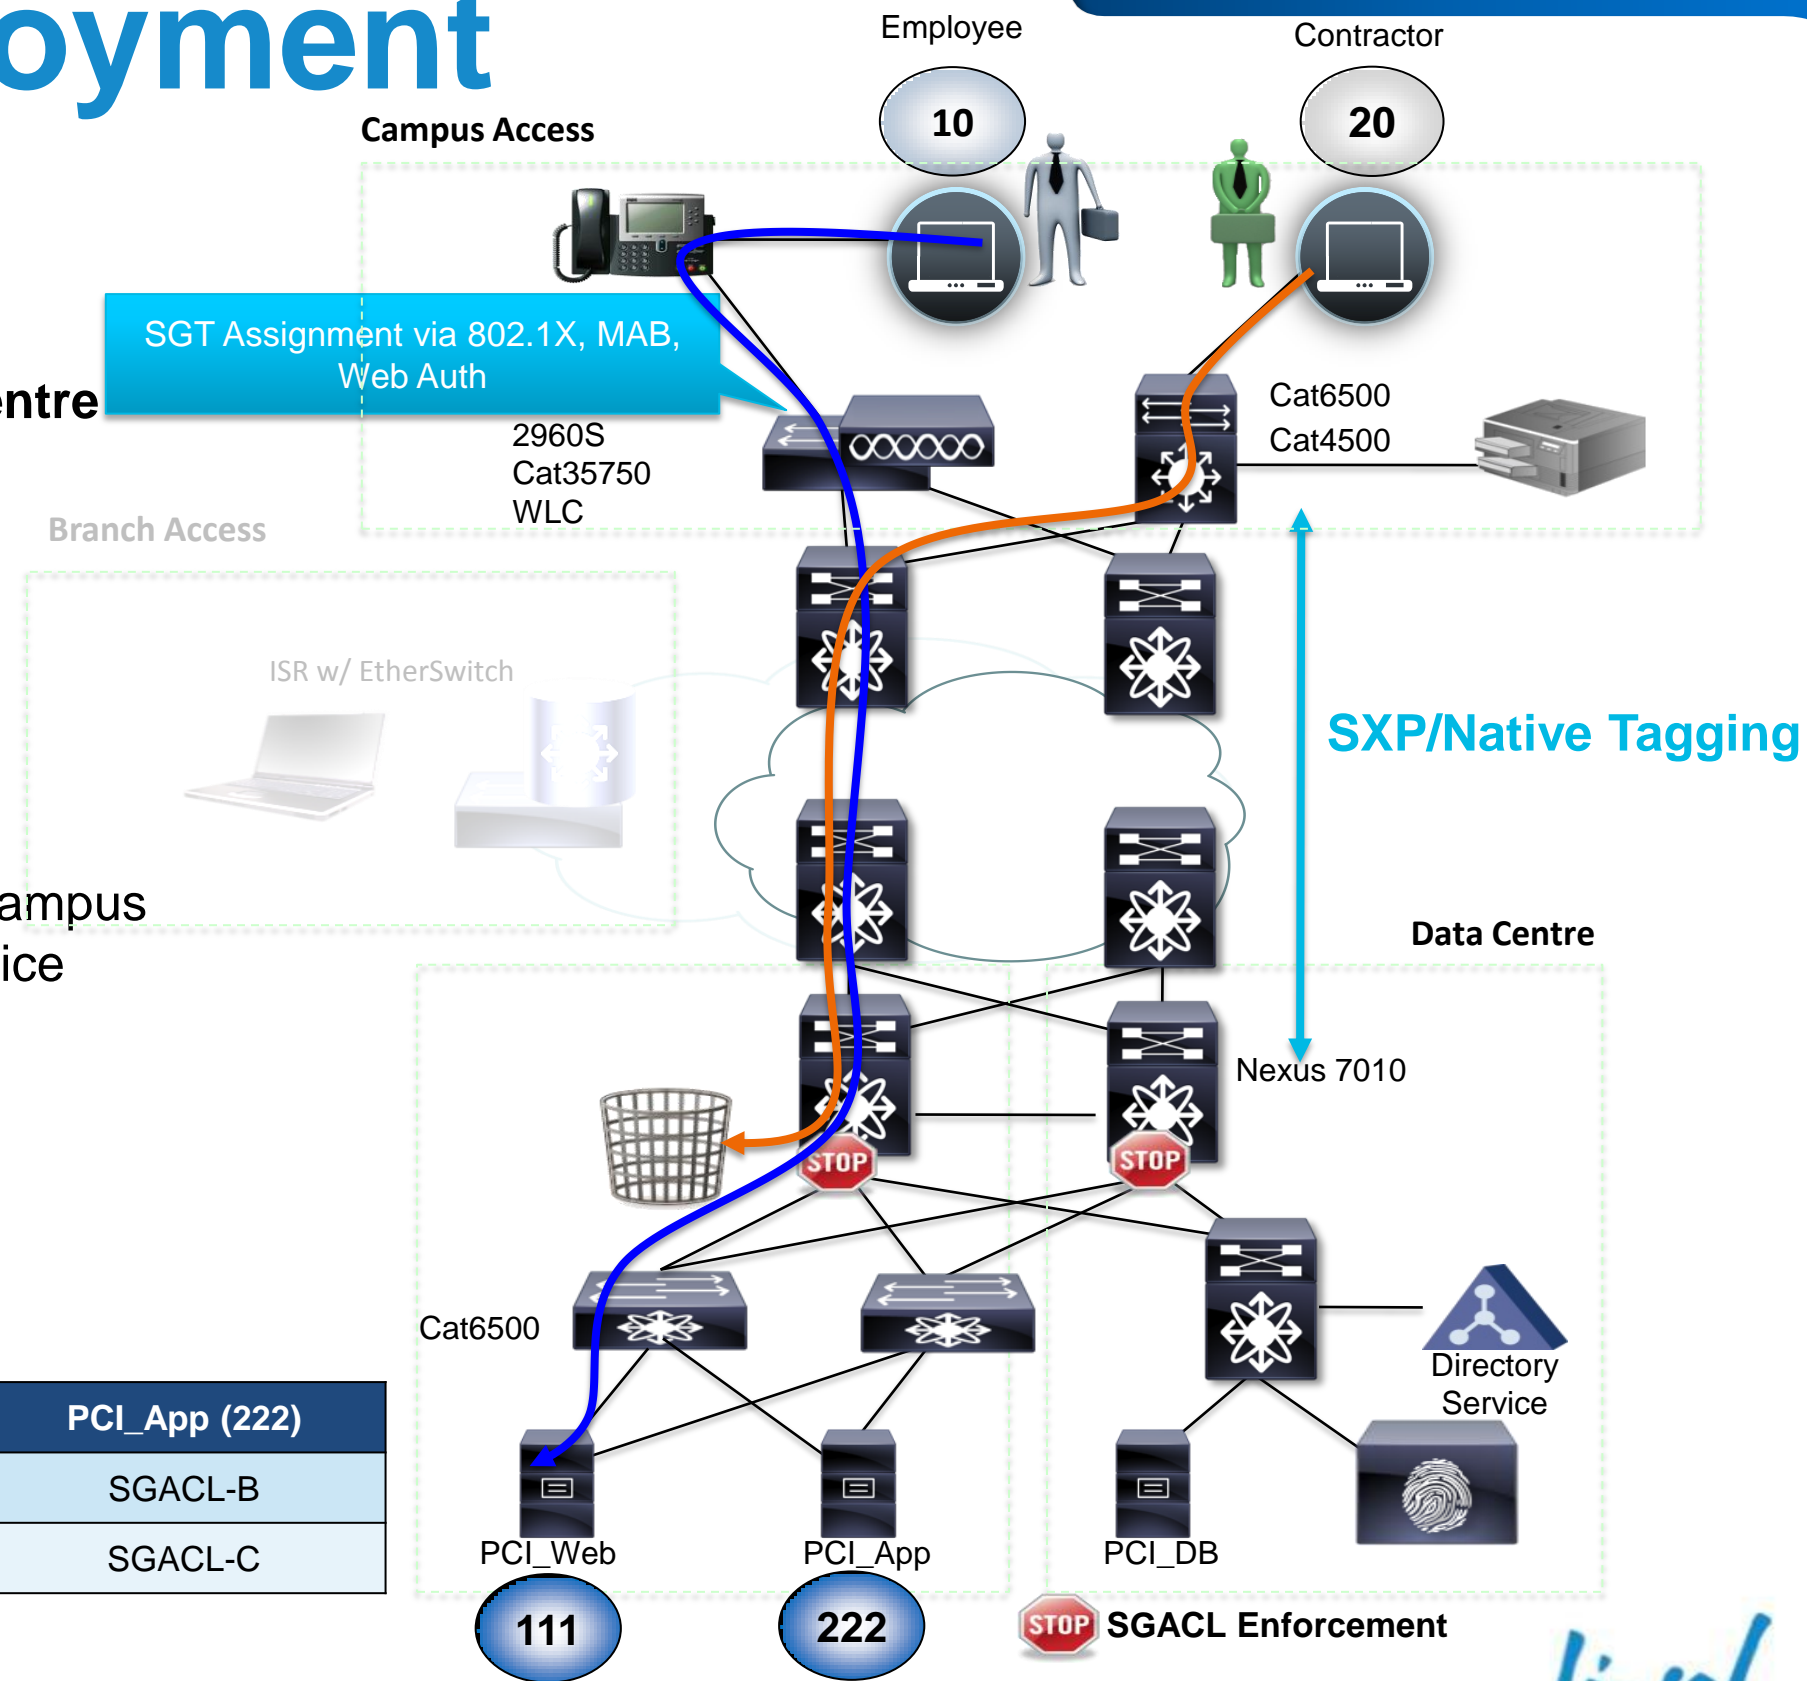 oyment
Employee
Contractor
10
20
Campus Access
SGT Assignment via 802.1X, MAB,
Web Auth
entre
2960S
Cat35750
WLC
Cat6500
Cat4500
Branch Access
ISR w/ EtherSwitch
SXP/Native Tagging
ampus
ice
Data Centre
Nexus 7010
STOP
STOP
Cat6500
Directory
Service
PCI_App (222)
SGACL-B
SGACL-C
PCI_Web
PCI_App
PCI_DB
111
222
STOP SGACL Enforcement